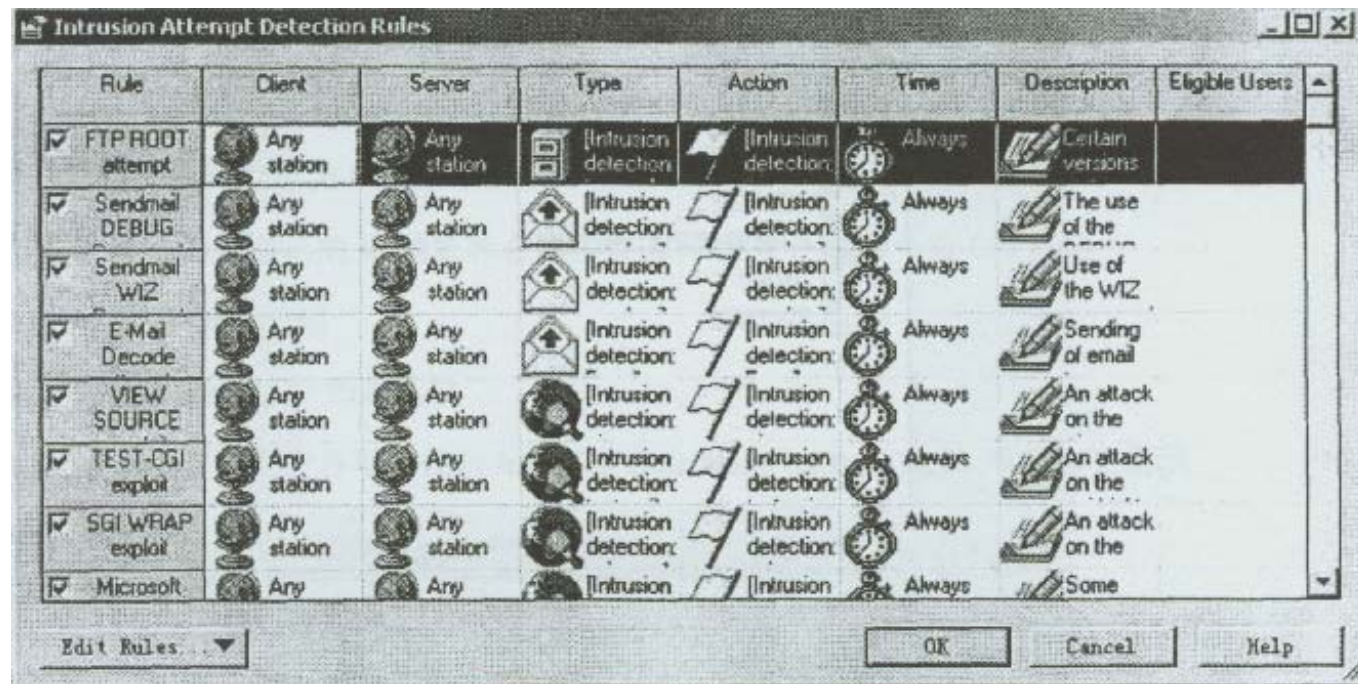 Intrusion Attempt Detection Rules
Rule Client Server Type Action Time Description Eligible Users
FTP ROOT attempt Any station Any station [Intrusion detection [Intrusion detection: Always Certain versions
Sendmail DEBUG Any station Any station [Intrusion detection: [Intrusion detection: Always The use of the
Sendmail WIZ Any station Any station [Intrusion detection: [Intrusion detection: Always Use of the WIZ
E-Mail Decode Any station Any station [Intrusion detection: [Intrusion detection: Always Sending of email
VIEW SOURCE Any station Any station [Intrusion detection: [Intrusion detection: Always An attack on the
TEST-CGI exploit Any station Any station [Intrusion detection: [Intrusion detection: Always An attack on the
SGI WRAP exploit Any station Any station [Intrusion detection: [Intrusion detection: Always An attack on the
Microsoft Any Any [Intrusion [Intrusion Always Some
Edit Rules... OK Cancel Help